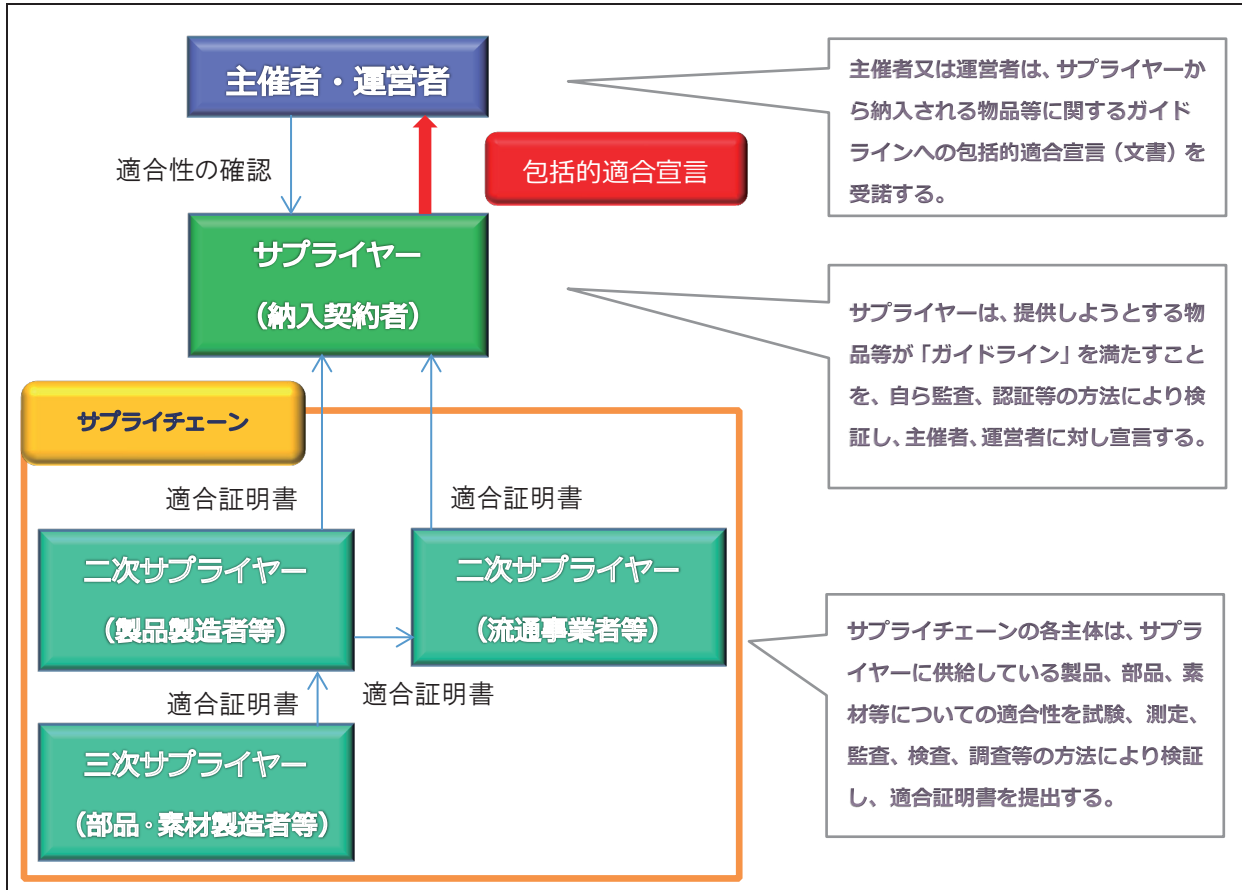 主催者・運営者
主催者又は運営者は、サプライヤーか
ら納入される物品等に関するガイド
ラインへの包括的適合宣言（文書）を
受諾する。
適合性の確認
包括的適合宣言
サプライヤー
（納入契約者）
サプライヤーは、提供しようとする物
品等が「ガイドライン」を満たすこと
を、自ら監査、認証等の方法により検
証し、主催者、運営者に対し宣言する。
サプライチェーン
適合証明書
適合証明書
二次サプライヤー
（製品製造者等）
二次サプライヤー
（流通事業者等）
適合証明書
適合証明書
三次サプライヤー
（部品・素材製造者等）
サプライチェーンの各主体は、サプラ
イヤーに供給している製品、部品、素
材等についての適合性を試験、測定、
監査、検査、調査等の方法により検証
し、適合証明書を提出する。